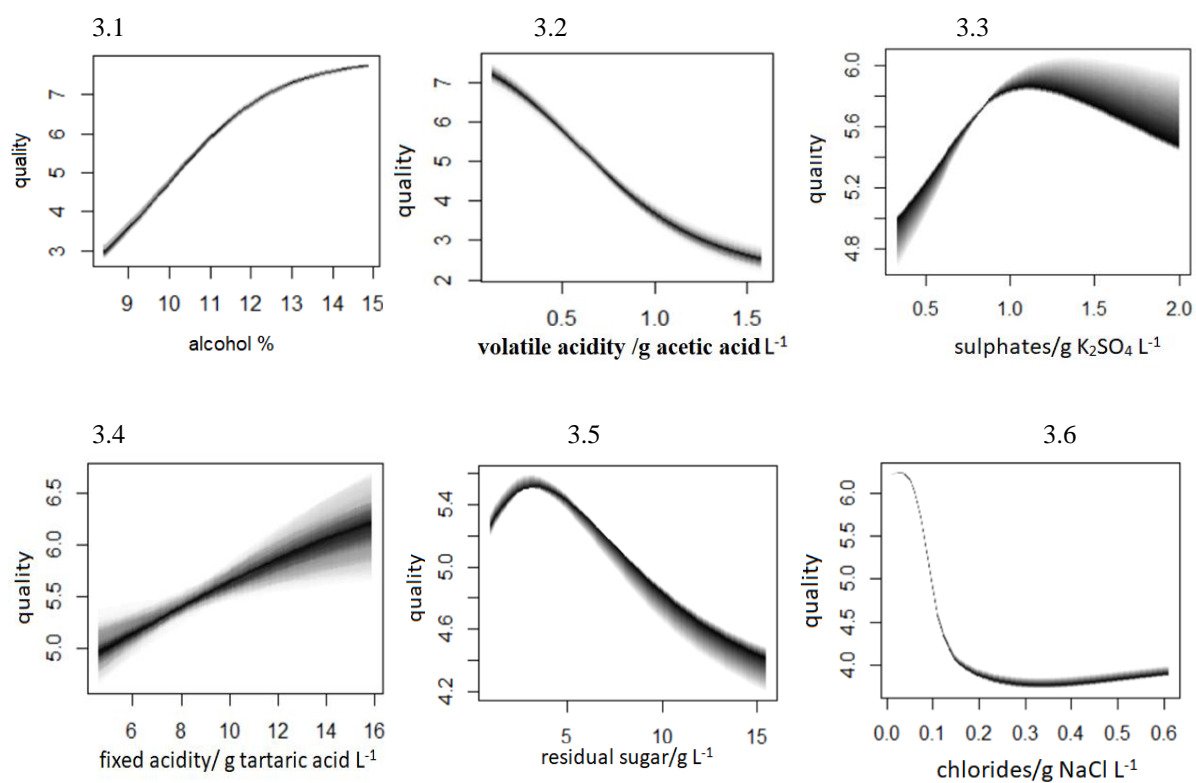 3.1 3.2 3.3
7
6
5
4
3
quality
9 10 11 12 13 14 15
alcohol %
7
6
5
4
3
2
quality
0.5 1.0 1.5
volatile acidity /g acetic acid L⁻¹
6.0
5.6
5.2
4.8
quality
0.5 1.0 1.5 2.0
sulphates/g K₂SO₄ L⁻¹
3.4 3.5 3.6
6.5
6.0
5.5
5.0
quality
6 8 10 12 14 16
fixed acidity/ g tartaric acid L⁻¹
5.4
5.0
4.6
4.2
quality
5 10 15
residual sugar/g L⁻¹
6.0
5.5
5.0
4.5
4.0
quality
0.0 0.1 0.2 0.3 0.4 0.5 0.6
chlorides/g NaCl L⁻¹